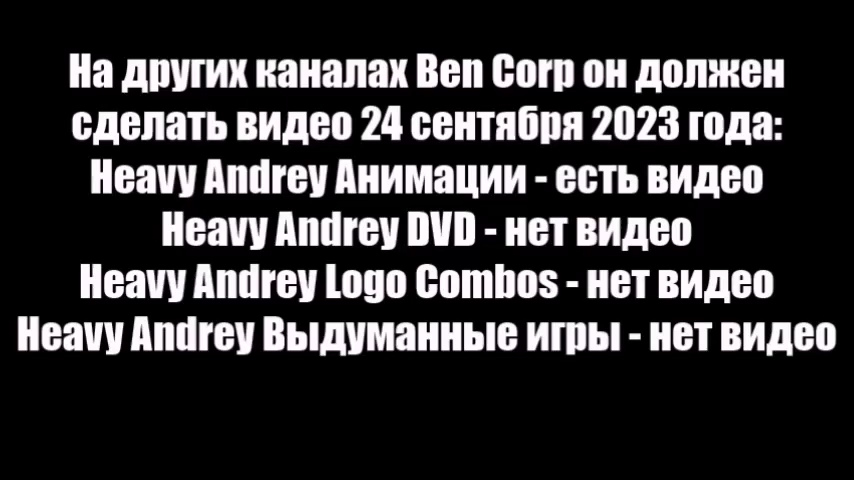 На других каналах Ben Corp он должен
сделать видео 24 сентября 2023 года:
Heavy Andrey Анимации - есть видео
Heavy Andrey DVD - нет видео
Heavy Andrey Logo Combos - нет видео
Heavy Andrey Выдуманные игры - нет видео